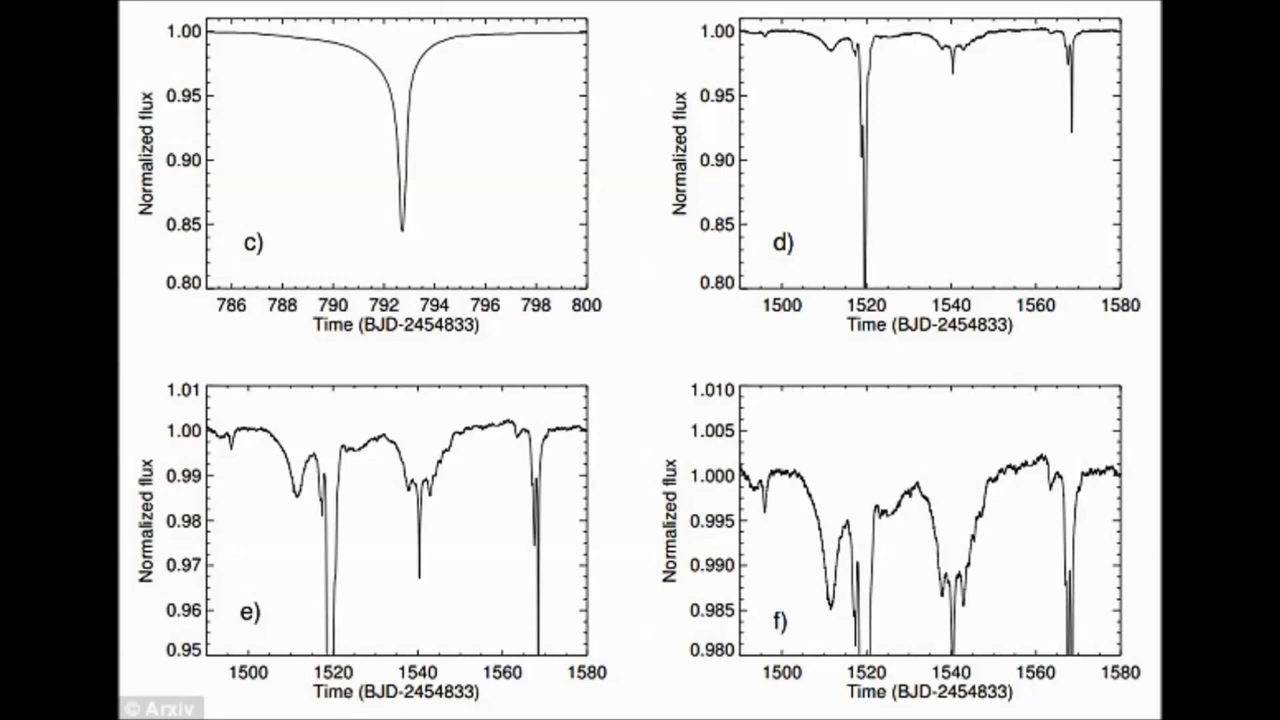 1.00
0.95
0.90
0.85
0.80
Normalized flux
c)
786 788 790 792 794 796 798 800
Time (BJD-2454833)
1.00
0.95
0.90
0.85
0.80
Normalized flux
d)
1500 1520 1540 1560 1580
Time (BJD-2454833)
1.01
1.00
0.99
0.98
0.97
0.96
0.95
Normalized flux
e)
1500 1520 1540 1560 1580
Time (BJD-2454833)
1.010
1.005
1.000
0.995
0.990
0.985
0.980
Normalized flux
f)
1500 1520 1540 1560 1580
Time (BJD-2454833)
© Arxiv